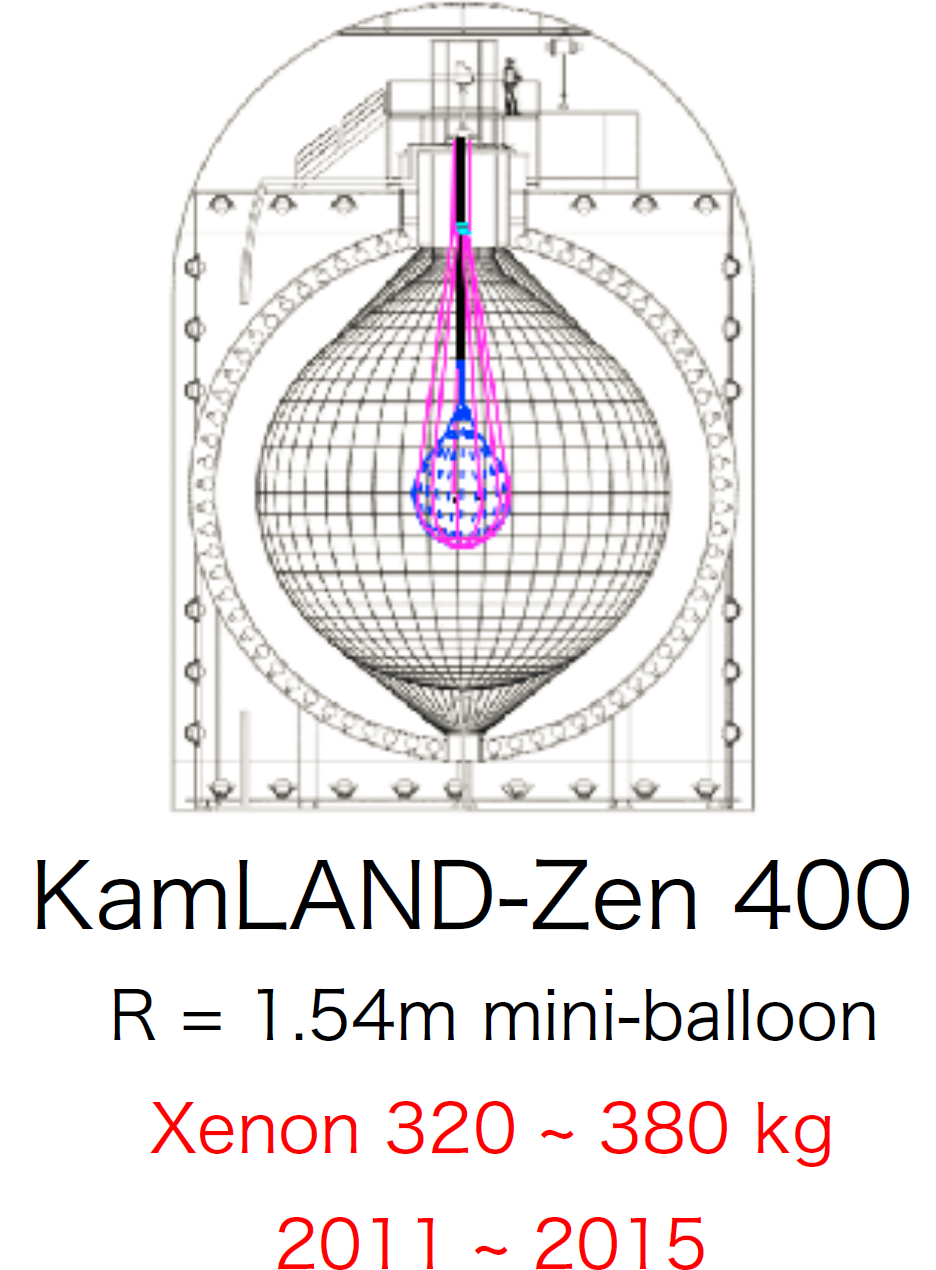 KamLAND-Zen 400
R = 1.54m mini-balloon
Xenon 320 ~ 380 kg
2011 ~ 2015